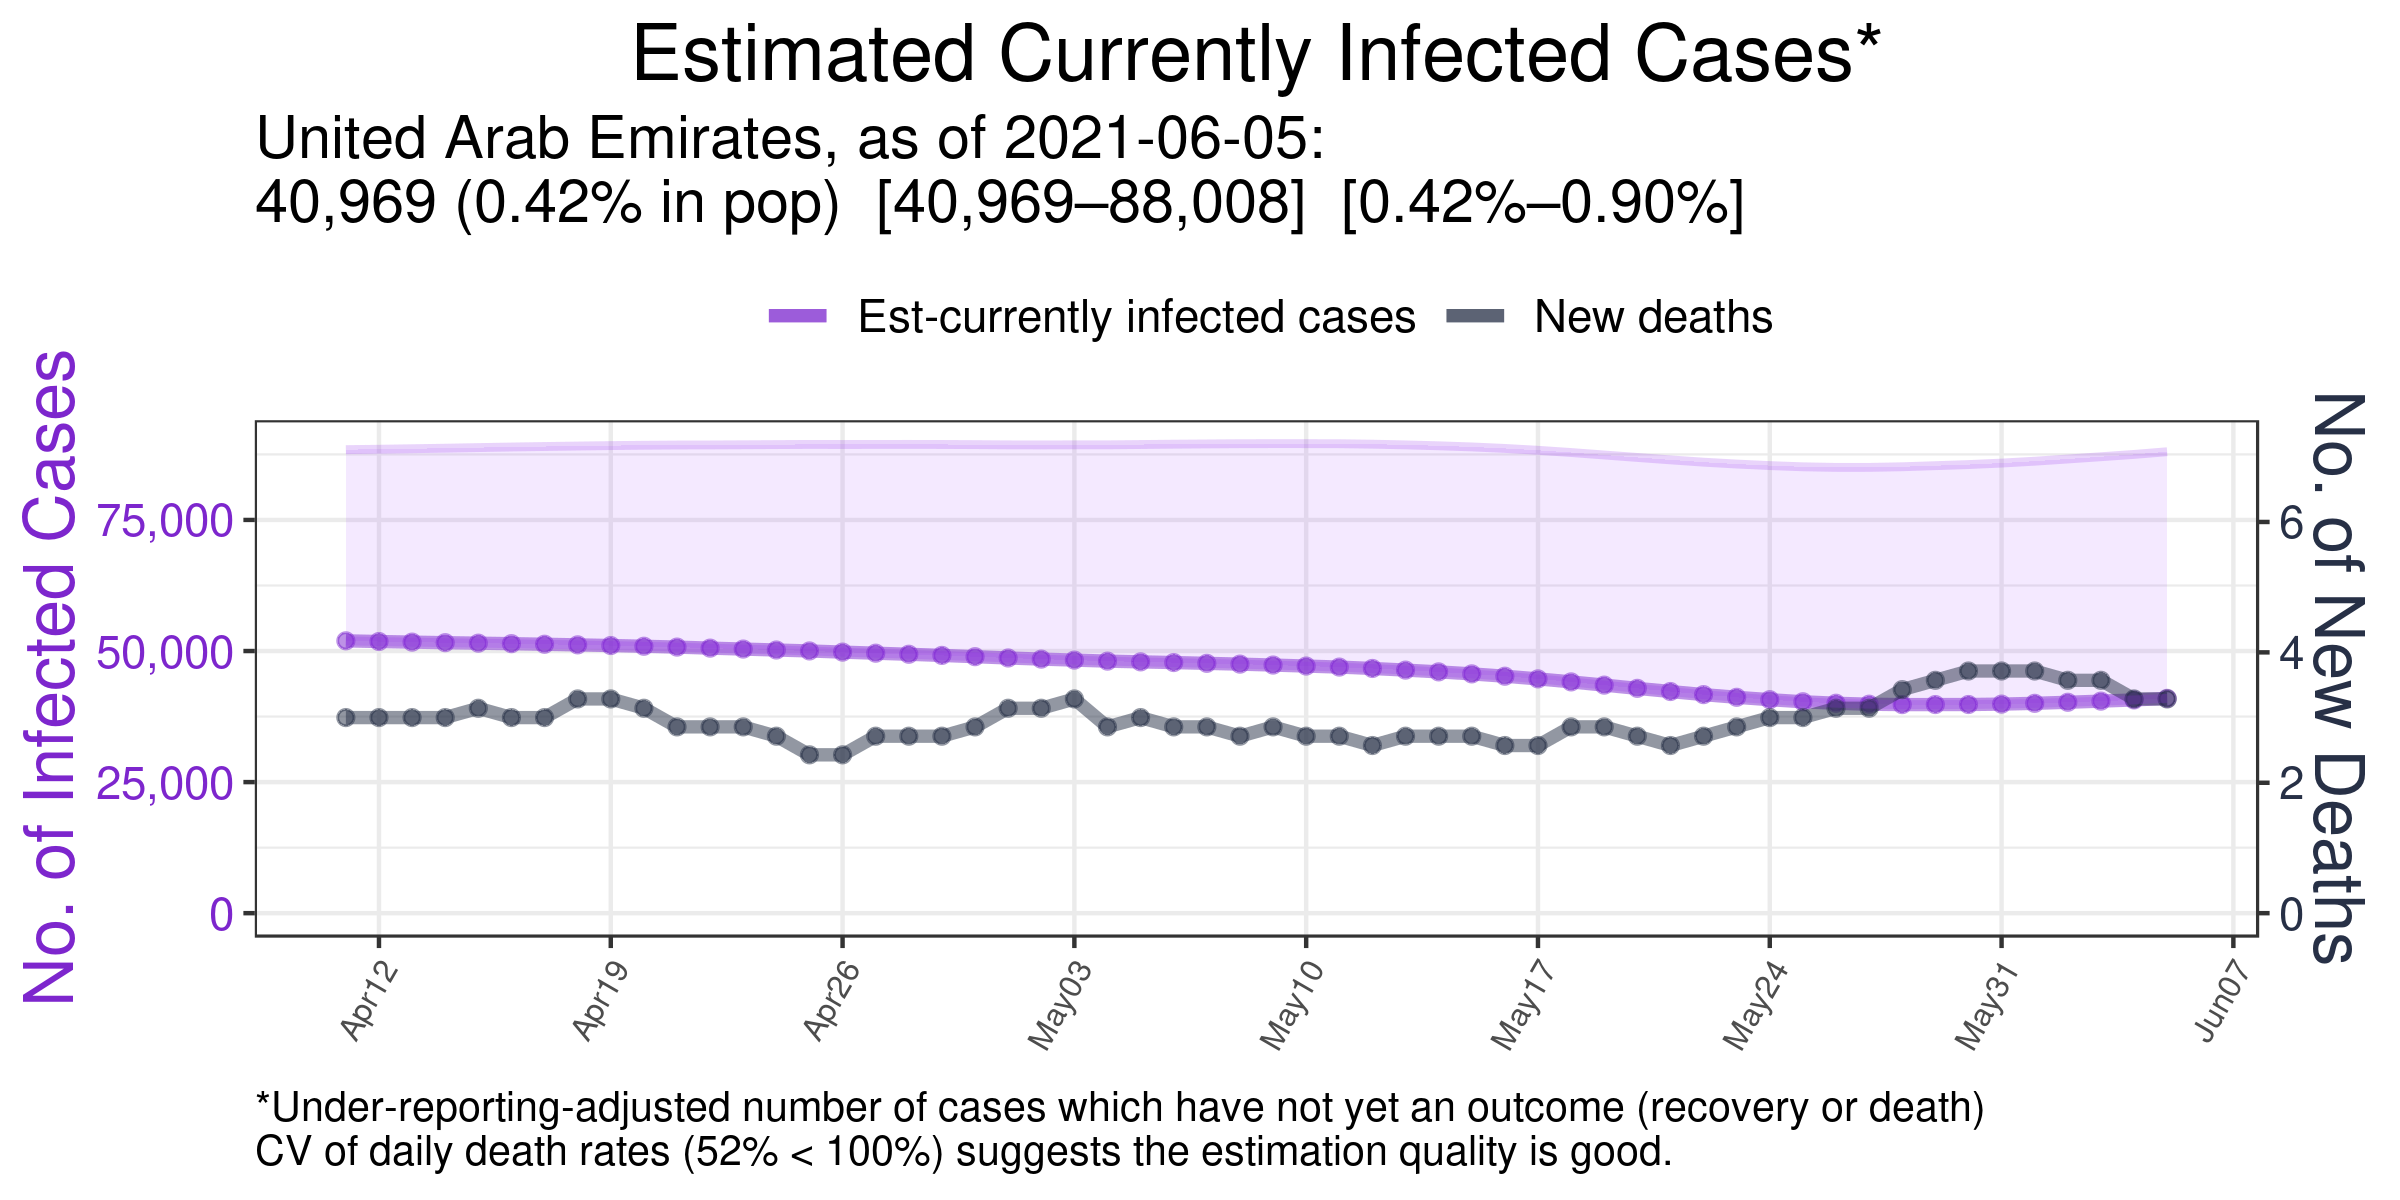 Estimated Currently Infected Cases*
United Arab Emirates, as of 2021-06-05:
40,969 (0.42% in pop)  [40,969–88,008]  [0.42%–0.90%]
Est-currently infected cases
New deaths
No. of Infected Cases
75,000
50,000
25,000
0
6
4
2
0
No. of New Deaths
Apr12
Apr19
Apr26
May03
May10
May17
May24
May31
Jun07
*Under-reporting-adjusted number of cases which have not yet an outcome (recovery or death)
CV of daily death rates (52% < 100%) suggests the estimation quality is good.